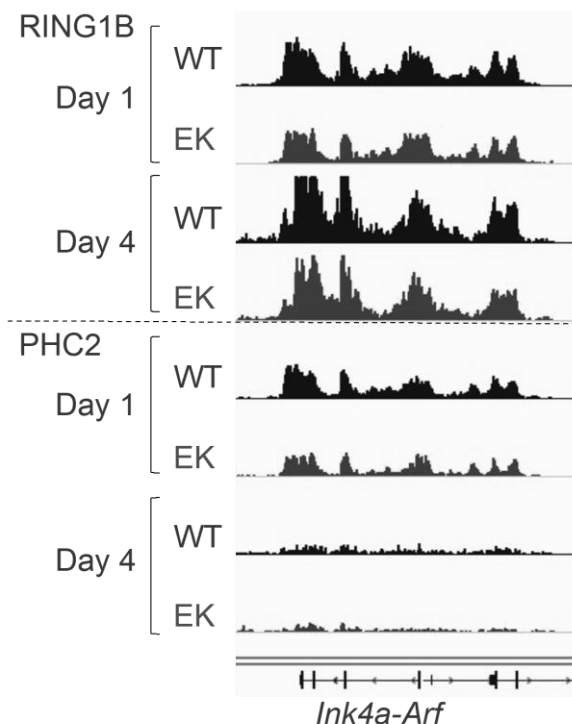 RING1B
WT
Day 1
EK
WT
Day 4
EK
PHC2
WT
Day 1
EK
WT
Day 4
EK
Ink4a-Arf